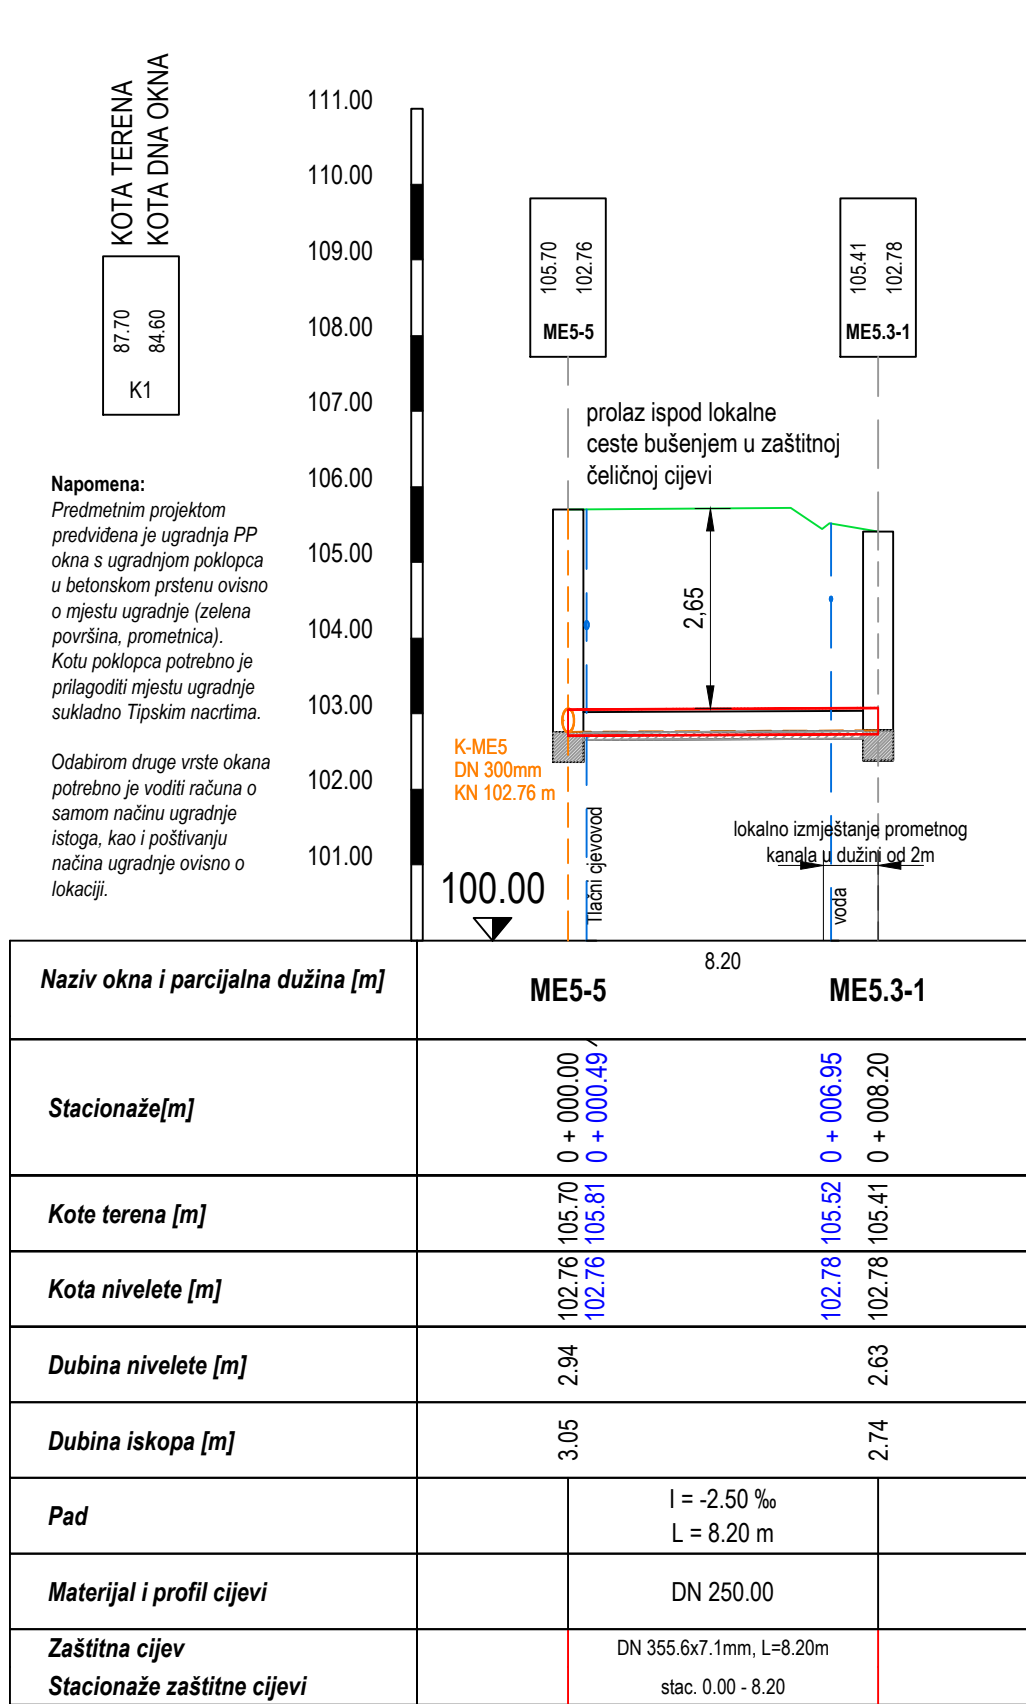 KOTA TERENA
KOTA DNA OKNA
87.70
84.60
K1
Napomena:
Predmetnim projektom
predviđena je ugradnja PP
okna s ugradnjom poklopca
u betonskom prstenu ovisno
o mjestu ugradnje (zelena
površina, prometnica).
Kotu poklopca potrebno je
prilagoditi mjestu ugradnje
sukladno Tipskim nacrtima.
Odabirom druge vrste okana
potrebno je voditi računa o
samom načinu ugradnje
istoga, kao i poštivanju
načina ugradnje ovisno o
lokaciji.
111.00
110.00
109.00
108.00
107.00
106.00
105.00
104.00
103.00
102.00
101.00
100.00
105.70
102.76
ME5-5
105.41
102.78
ME5.3-1
prolaz ispod lokalne
ceste bušenjem u zaštitnoj
čeličnoj cijevi
2,65
K-ME5
DN 300mm
KN 102.76 m
Tlačni cjevovod
lokalno izmještanje prometnog
kanala u dužini od 2m
voda
Naziv okna i parcijalna dužina [m]
8.20
ME5-5 ME5.3-1
Stacionaže[m]
0 + 000.00
0 + 000.49
0 + 006.95
0 + 008.20
Kote terena [m]
105.70
105.81
105.52
105.41
Kota nivelete [m]
102.76
102.76
102.78
102.78
Dubina nivelete [m]
2.94
2.63
Dubina iskopa [m]
3.05
2.74
Pad
I = -2.50 ‰
L = 8.20 m
Materijal i profil cijevi
DN 250.00
Zaštitna cijev
DN 355.6x7.1mm, L=8.20m
Stacionaže zaštitne cijevi
stac. 0.00 - 8.20